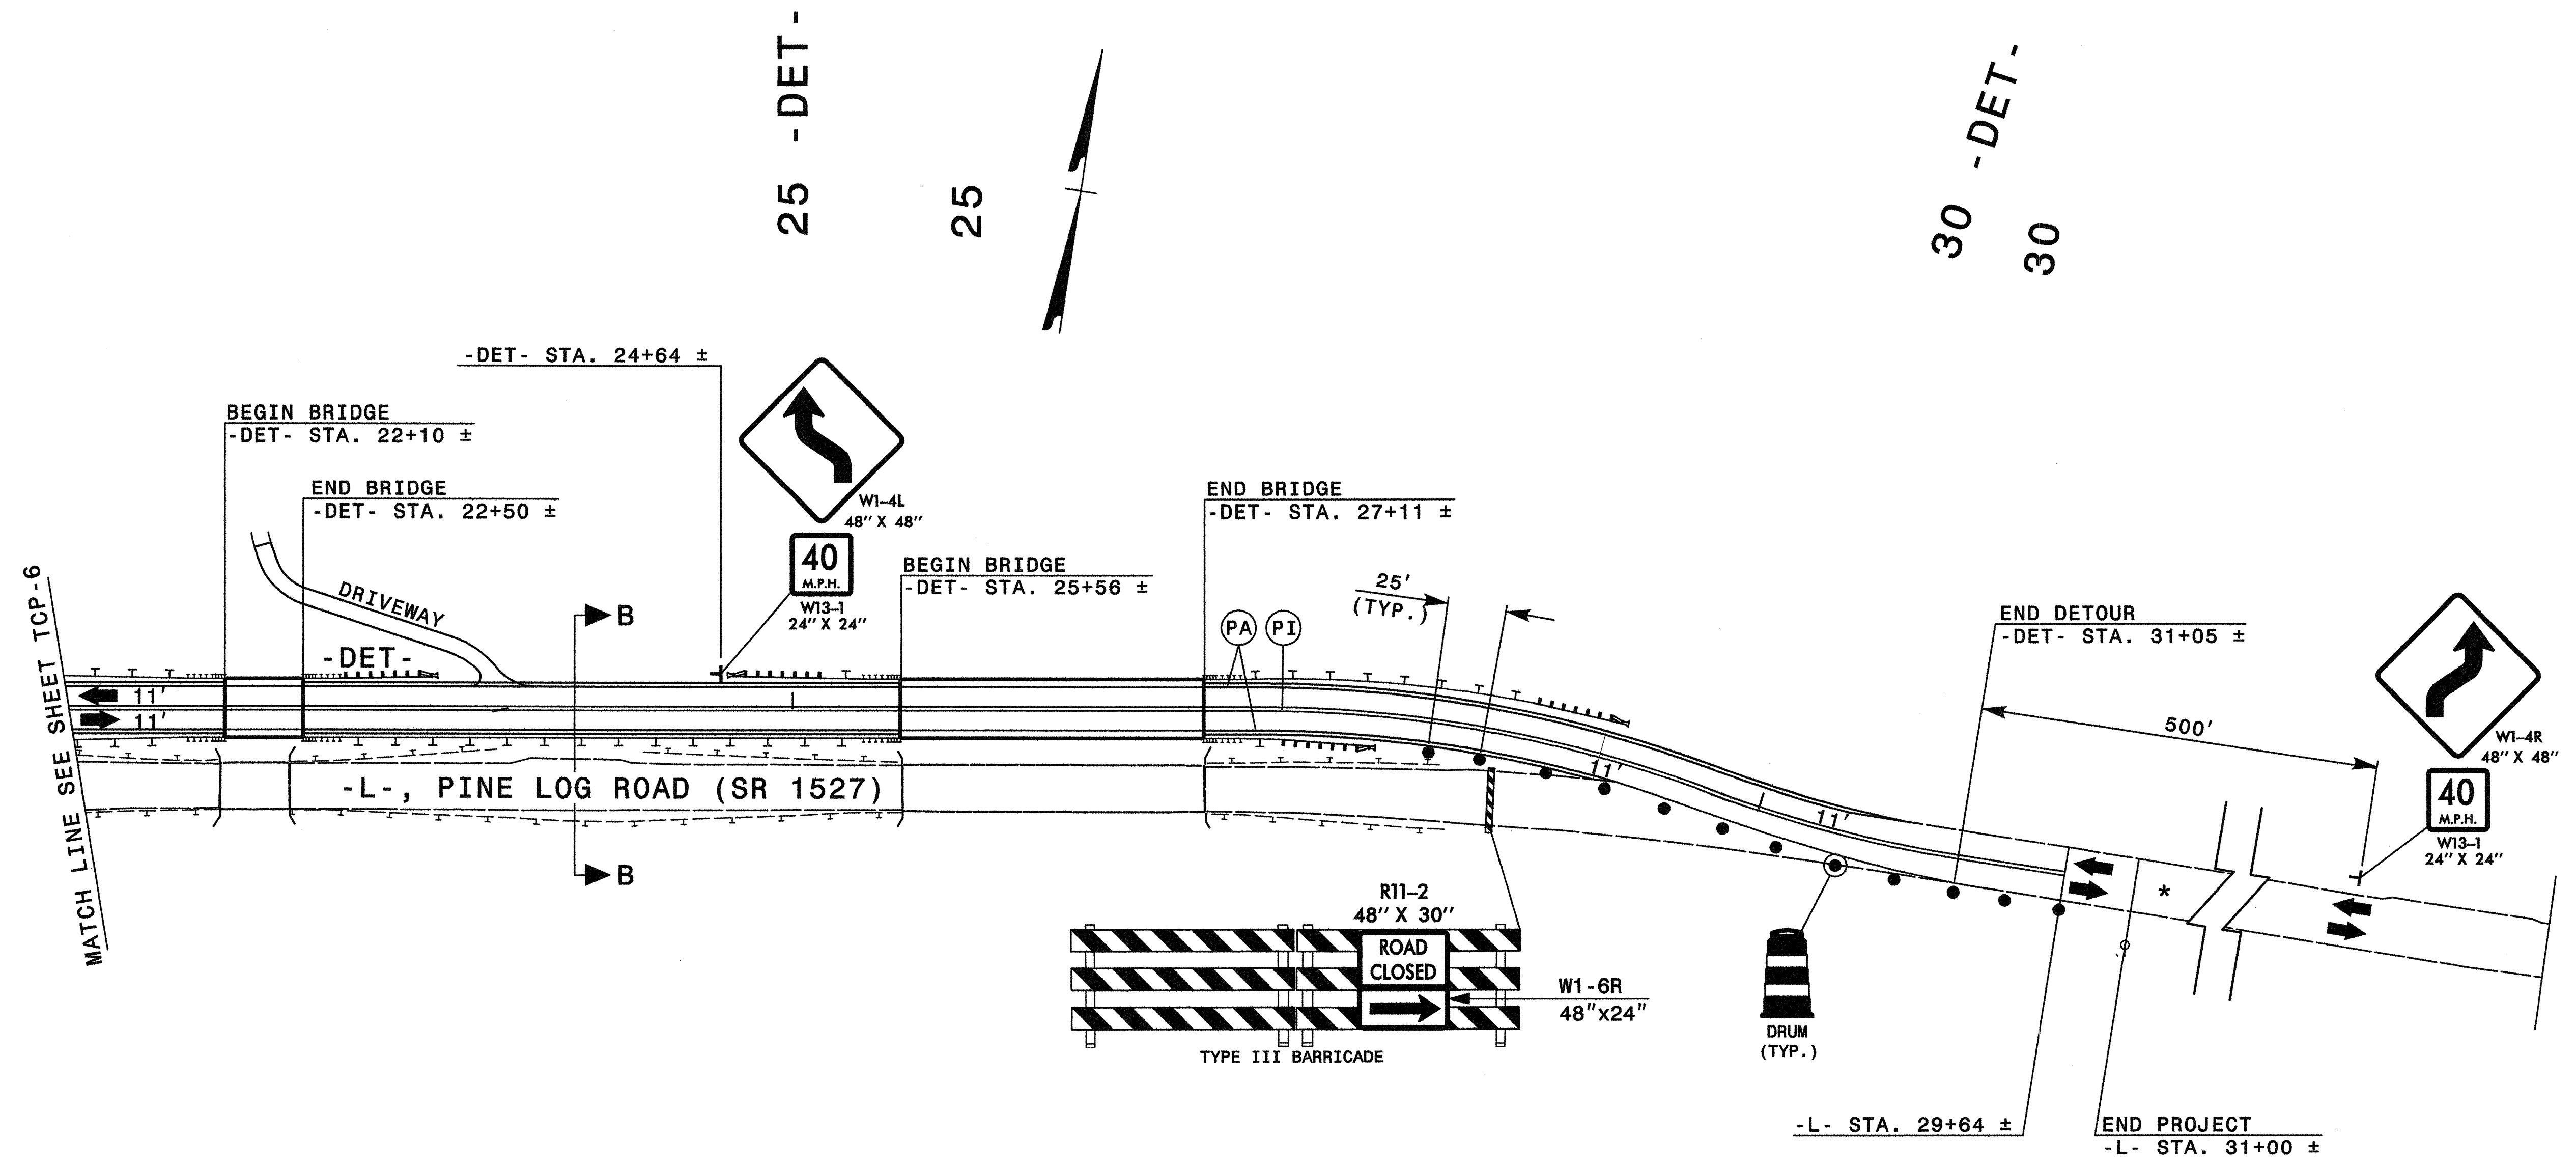 25 -DET-
25
30 -DET-
30
-DET- STA. 24+64 ±
BEGIN BRIDGE
-DET- STA. 22+10 ±
END BRIDGE
-DET- STA. 22+50 ±
W1-4L
48" X 48"
40
M.P.H.
W13-1
24" X 24"
BEGIN BRIDGE
-DET- STA. 25+56 ±
END BRIDGE
-DET- STA. 27+11 ±
25'
(TYP.)
PA
PI
END DETOUR
-DET- STA. 31+05 ±
500'
W1-4R
48" X 48"
40
M.P.H.
W13-1
24" X 24"
MATCH LINE SEE SHEET TCP-6
DRIVEWAY
-DET-
B
11'
11'
11'
11'
-L-, PINE LOG ROAD (SR 1527)
B
*
R11-2
48" X 30"
ROAD
CLOSED
W1-6R
48"x24"
TYPE III BARRICADE
DRUM
(TYP.)
-L- STA. 29+64 ±
END PROJECT
-L- STA. 31+00 ±